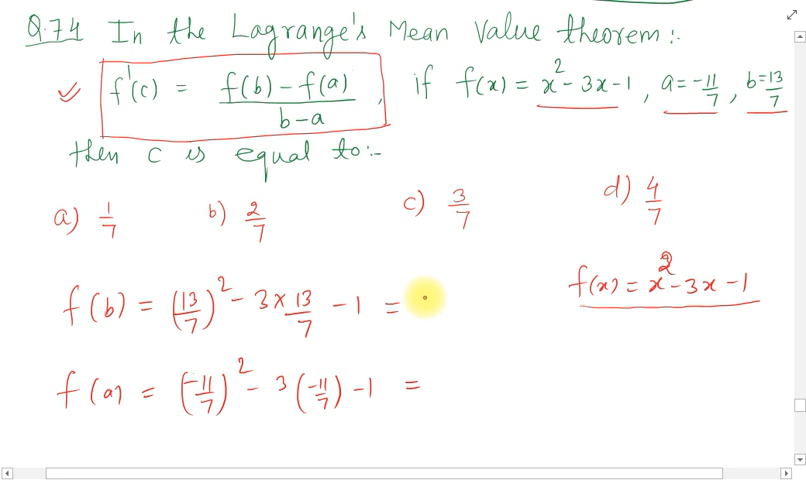 Q.74 In the Lagrange's Mean Value theorem:-
f'(c) = f(b) - f(a) / b - a , if f(x) = x² - 3x - 1, a = -11/7, b = 13/7
then c is equal to:-
a) 1/7 b) 2/7 c) 3/7 d) 4/7
f(x) = x² - 3x - 1
f(b) = (13/7)² - 3 × 13/7 - 1 =
f(a) = (-11/7)² - 3(-11/7) - 1 =